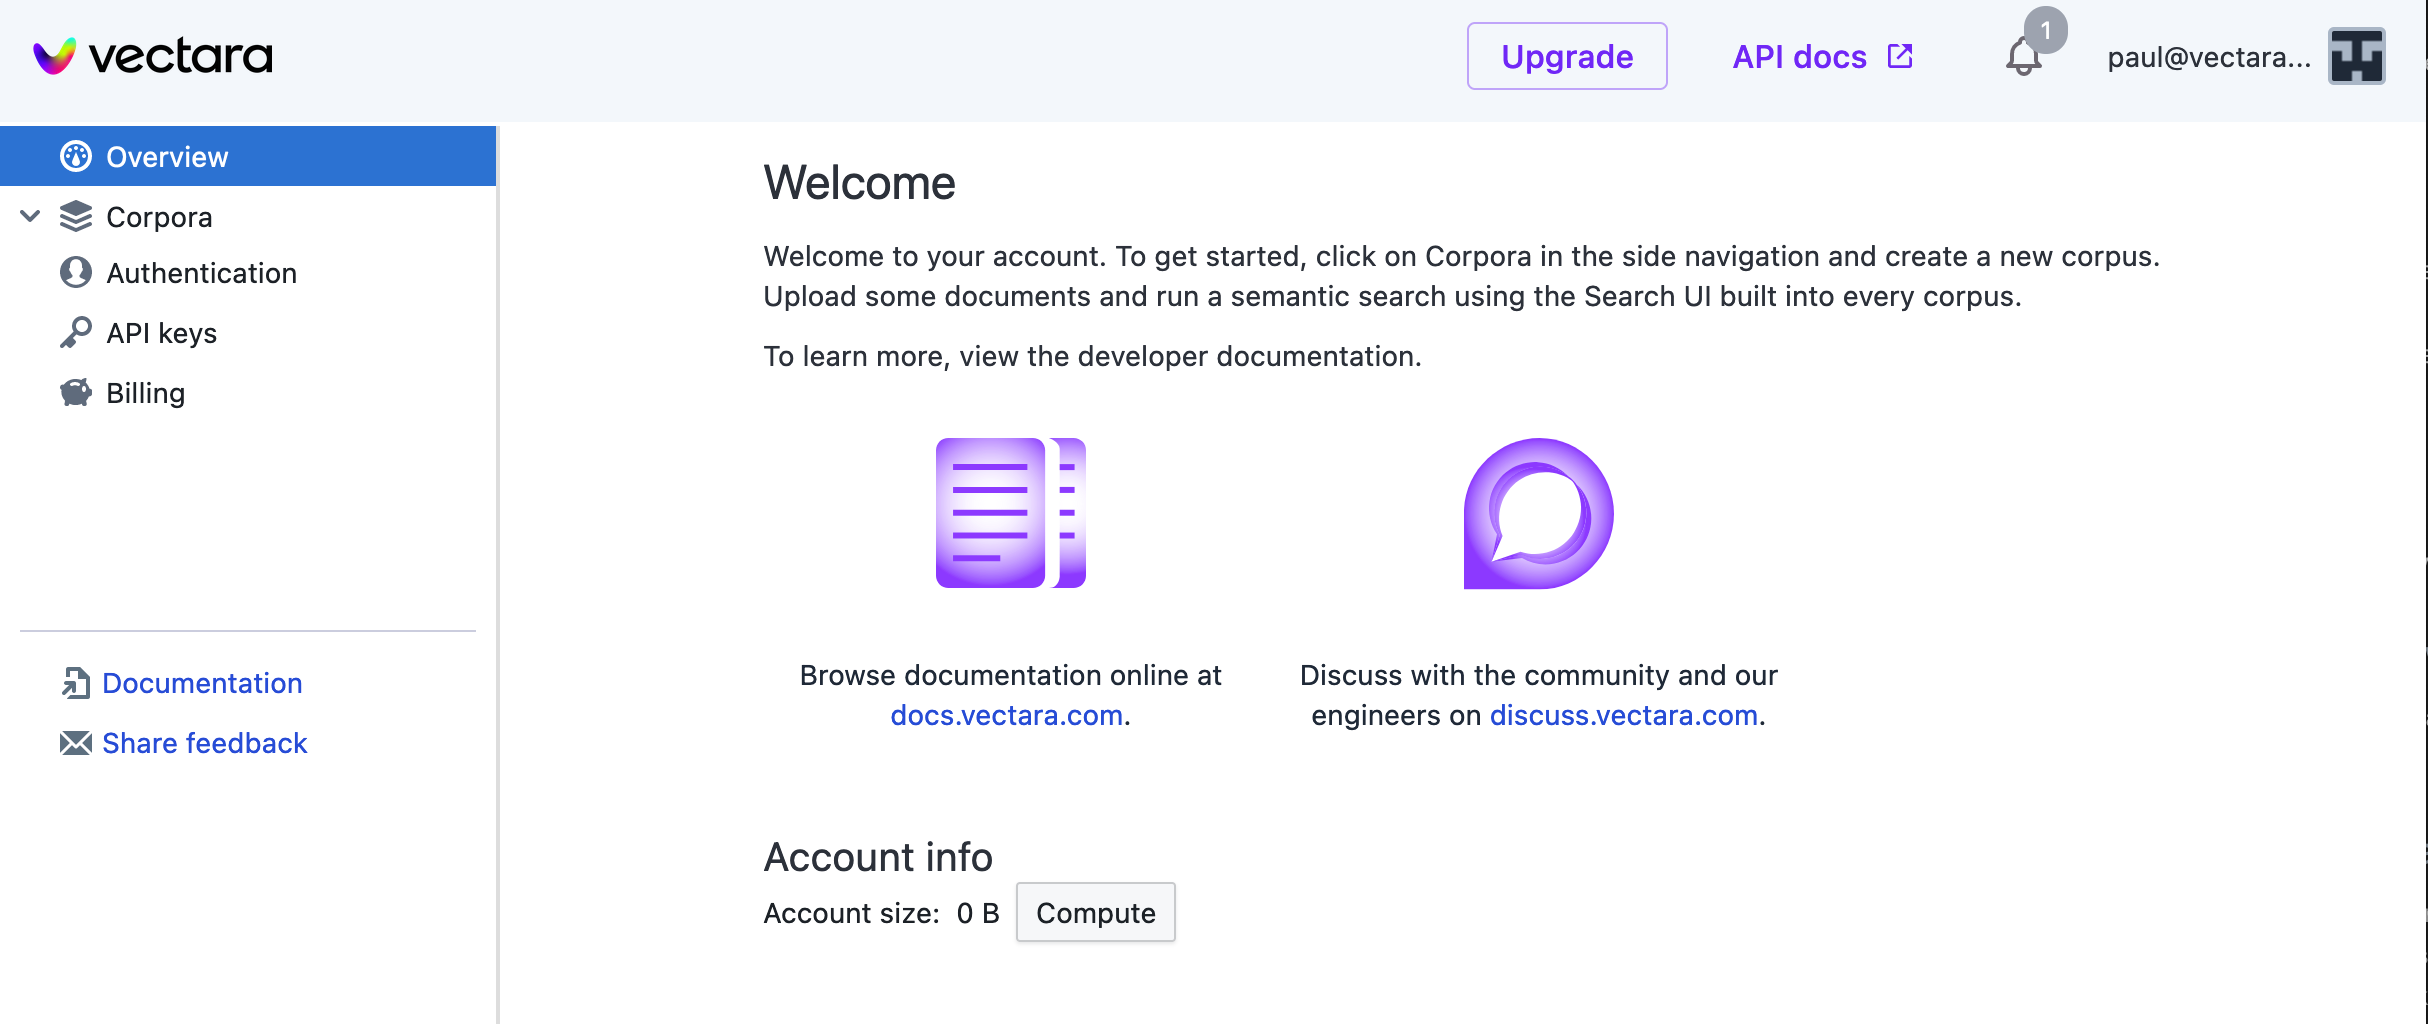 vectara
Upgrade
API docs
1
paul@vectara...
Overview
Corpora
Authentication
API keys
Billing
Documentation
Share feedback
Welcome
Welcome to your account. To get started, click on Corpora in the side navigation and create a new corpus.
Upload some documents and run a semantic search using the Search UI built into every corpus.
To learn more, view the developer documentation.
Browse documentation online at
docs.vectara.com.
Discuss with the community and our
engineers on discuss.vectara.com.
Account info
Account size: 0 B Compute